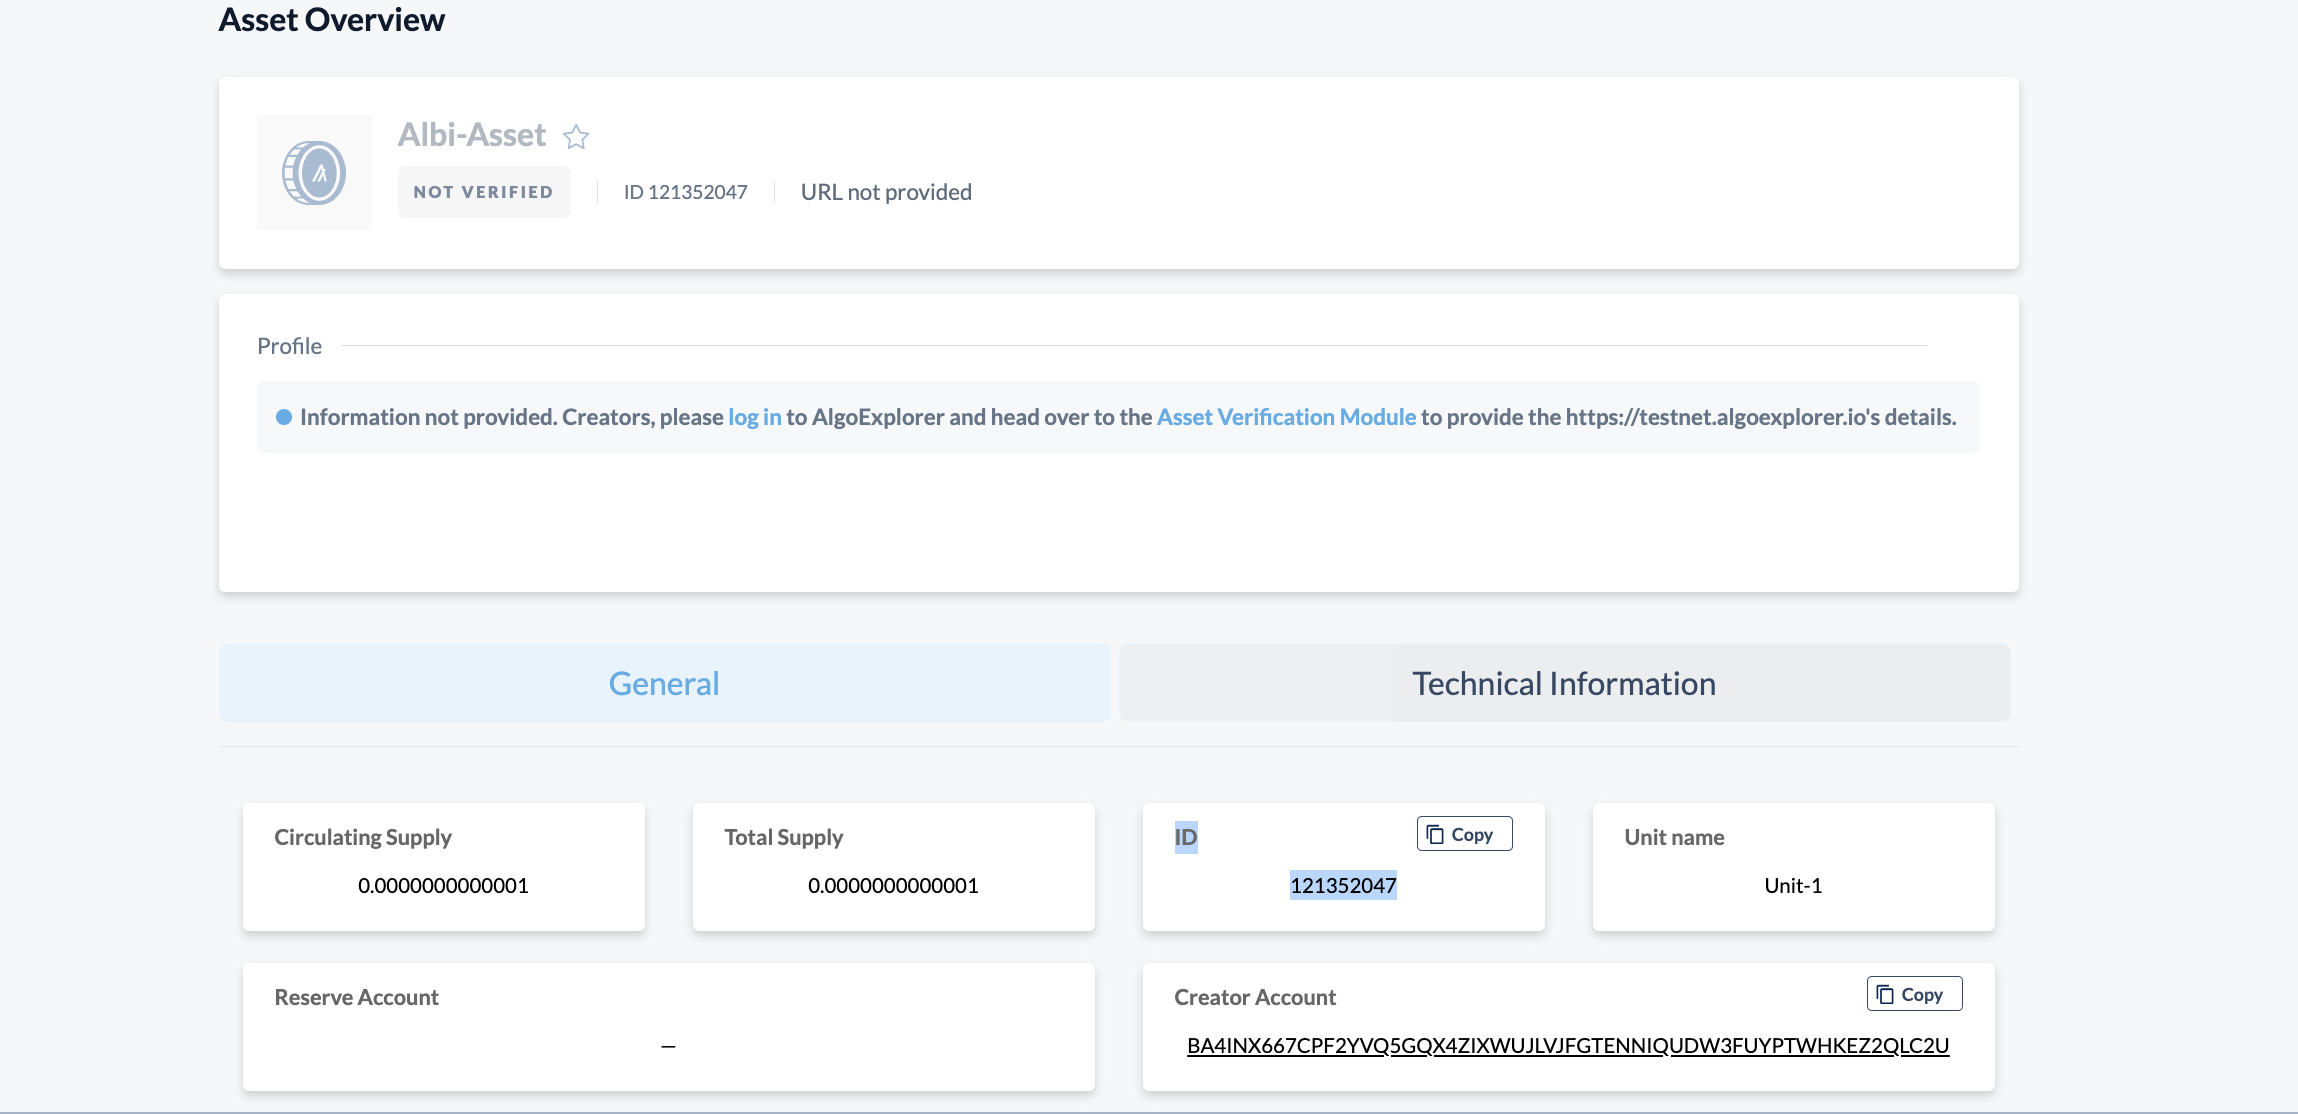 Asset Overview
Albi-Asset
NOT VERIFIED
ID 121352047
URL not provided
Profile
Information not provided. Creators, please log in to AlgoExplorer and head over to the Asset Verification Module to provide the https://testnet.algoexplorer.io's details.
General
Technical Information
Circulating Supply
0.0000000000001
Total Supply
0.0000000000001
ID
Copy
121352047
Unit name
Unit-1
Reserve Account
—
Creator Account
Copy
BA4INX667CPF2YVQ5GQX4ZIXWUJLVJFGTENNIQUDW3FUYPTWHKEZ2QLC2U